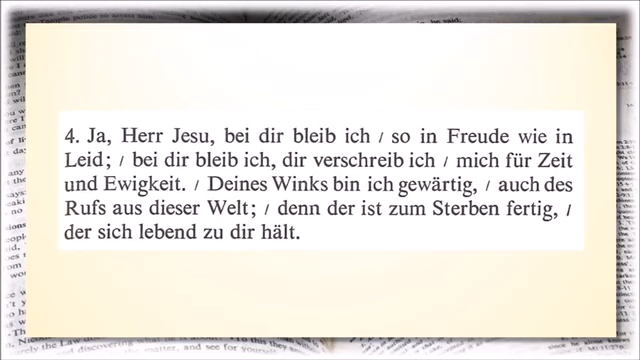 4. Ja, Herr Jesu, bei dir bleib ich / so in Freude wie in
Leid; / bei dir bleib ich, dir verschreib ich / mich für Zeit
und Ewigkeit. / Deines Winks bin ich gewärtig, / auch des
Rufs aus dieser Welt; / denn der ist zum Sterben fertig, /
der sich lebend zu dir hält.